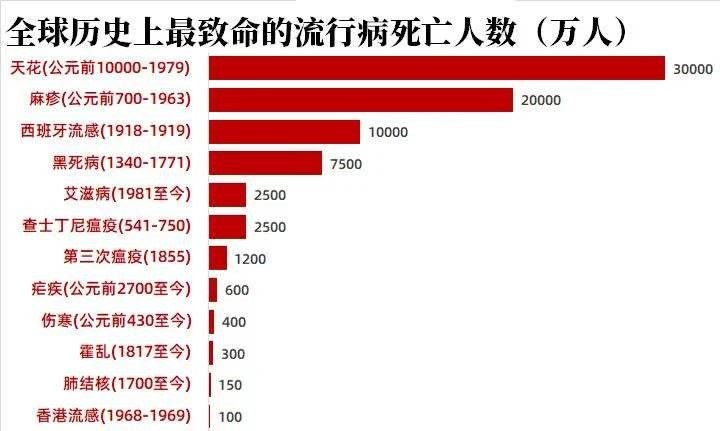 全球历史上最致命的流行病死亡人数（万人）
天花(公元前10000-1979) 30000
麻疹(公元前700-1963) 20000
西班牙流感(1918-1919) 10000
黑死病(1340-1771) 7500
艾滋病(1981至今) 2500
查士丁尼瘟疫(541-750) 2500
第三次瘟疫(1855) 1200
疟疾(公元前2700至今) 600
伤寒(公元前430至今) 400
霍乱(1817至今) 300
肺结核(1700至今) 150
香港流感(1968-1969) 100